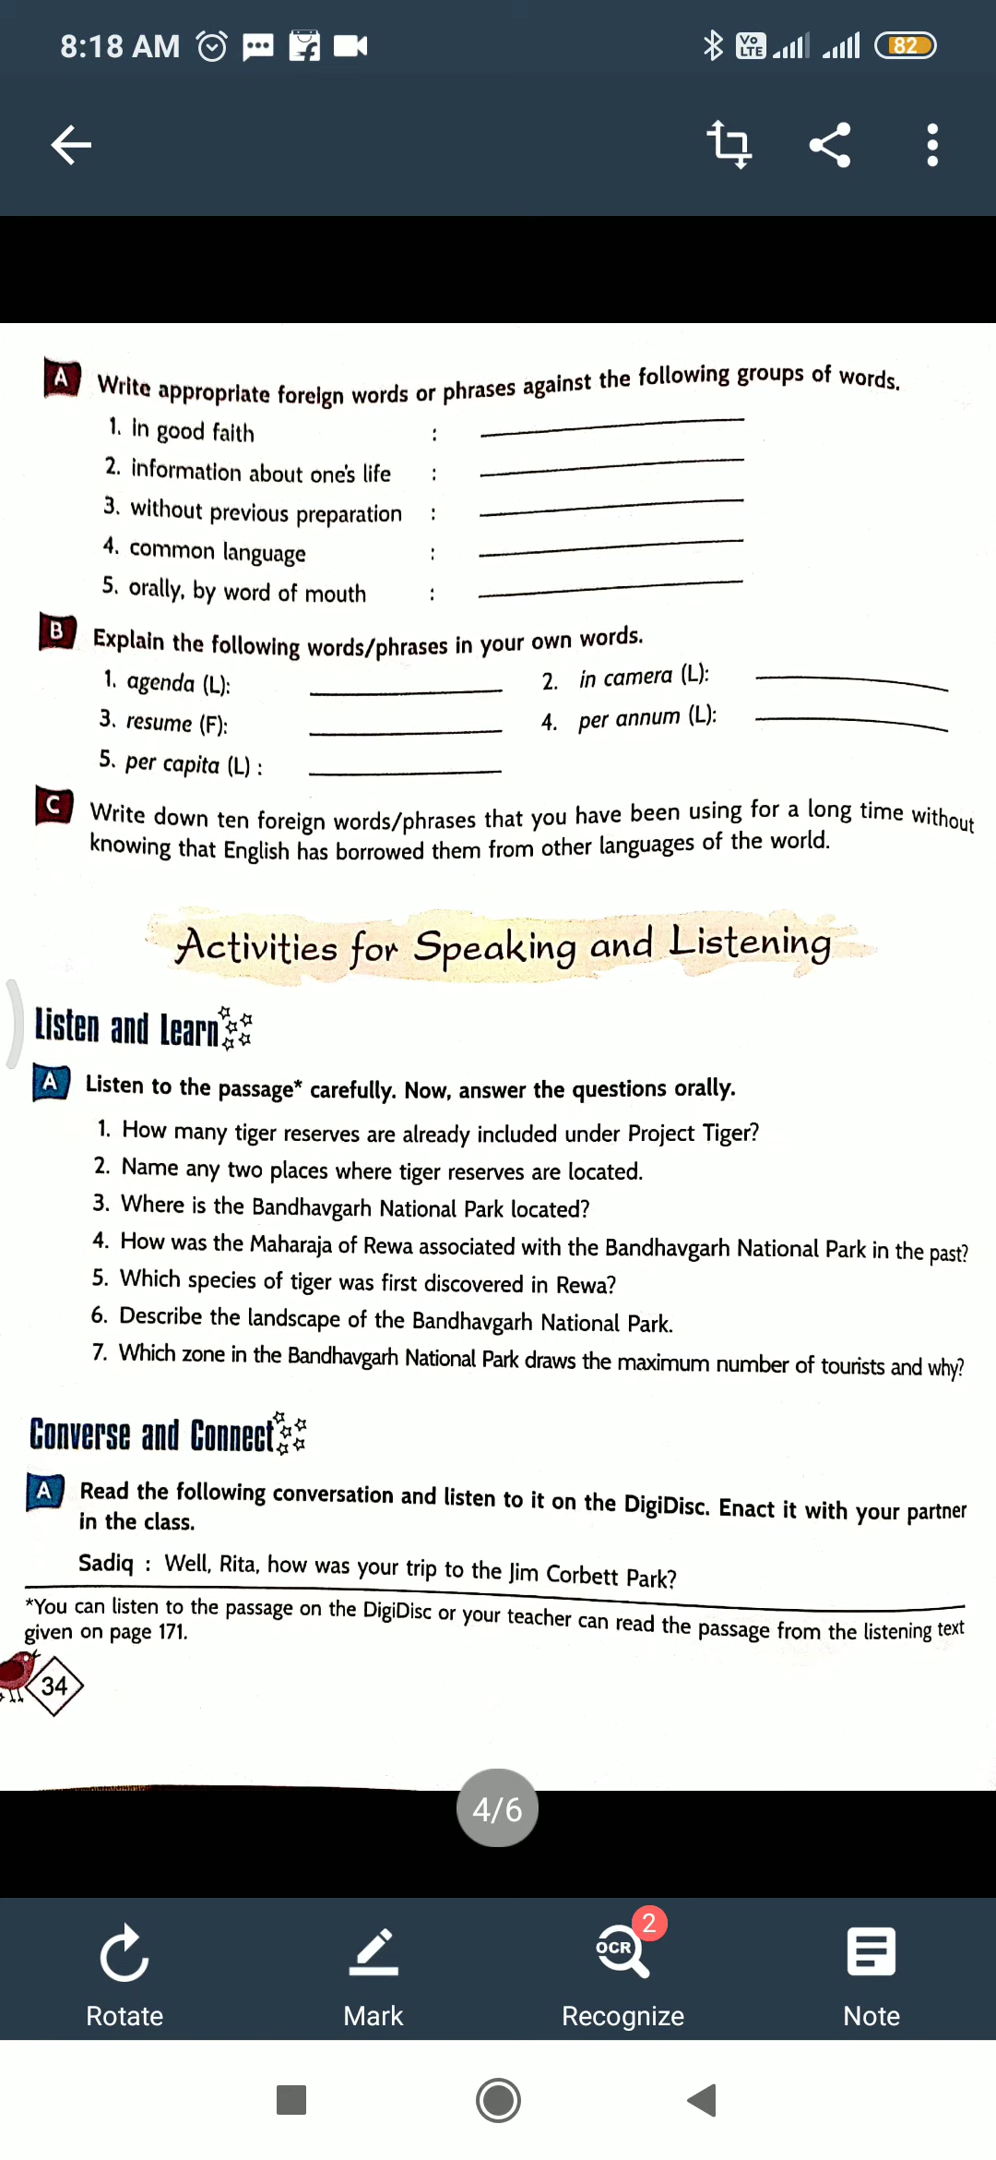 8:18 AM
Vo LTE
82
A Write appropriate foreign words or phrases against the following groups of words.
1. in good faith :
2. information about one's life :
3. without previous preparation :
4. common language :
5. orally, by word of mouth :
B Explain the following words/phrases in your own words.
1. agenda (L): 2. in camera (L):
3. resume (F): 4. per annum (L):
5. per capita (L) :
C Write down ten foreign words/phrases that you have been using for a long time without
knowing that English has borrowed them from other languages of the world.
Activities for Speaking and Listening
Listen and Learn
A Listen to the passage* carefully. Now, answer the questions orally.
1. How many tiger reserves are already included under Project Tiger?
2. Name any two places where tiger reserves are located.
3. Where is the Bandhavgarh National Park located?
4. How was the Maharaja of Rewa associated with the Bandhavgarh National Park in the past?
5. Which species of tiger was first discovered in Rewa?
6. Describe the landscape of the Bandhavgarh National Park.
7. Which zone in the Bandhavgarh National Park draws the maximum number of tourists and why?
Converse and Connect
A Read the following conversation and listen to it on the DigiDisc. Enact it with your partner
in the class.
Sadiq : Well, Rita, how was your trip to the Jim Corbett Park?
*You can listen to the passage on the DigiDisc or your teacher can read the passage from the listening text
given on page 171.
34
4/6
OCR 2
Rotate Mark Recognize Note